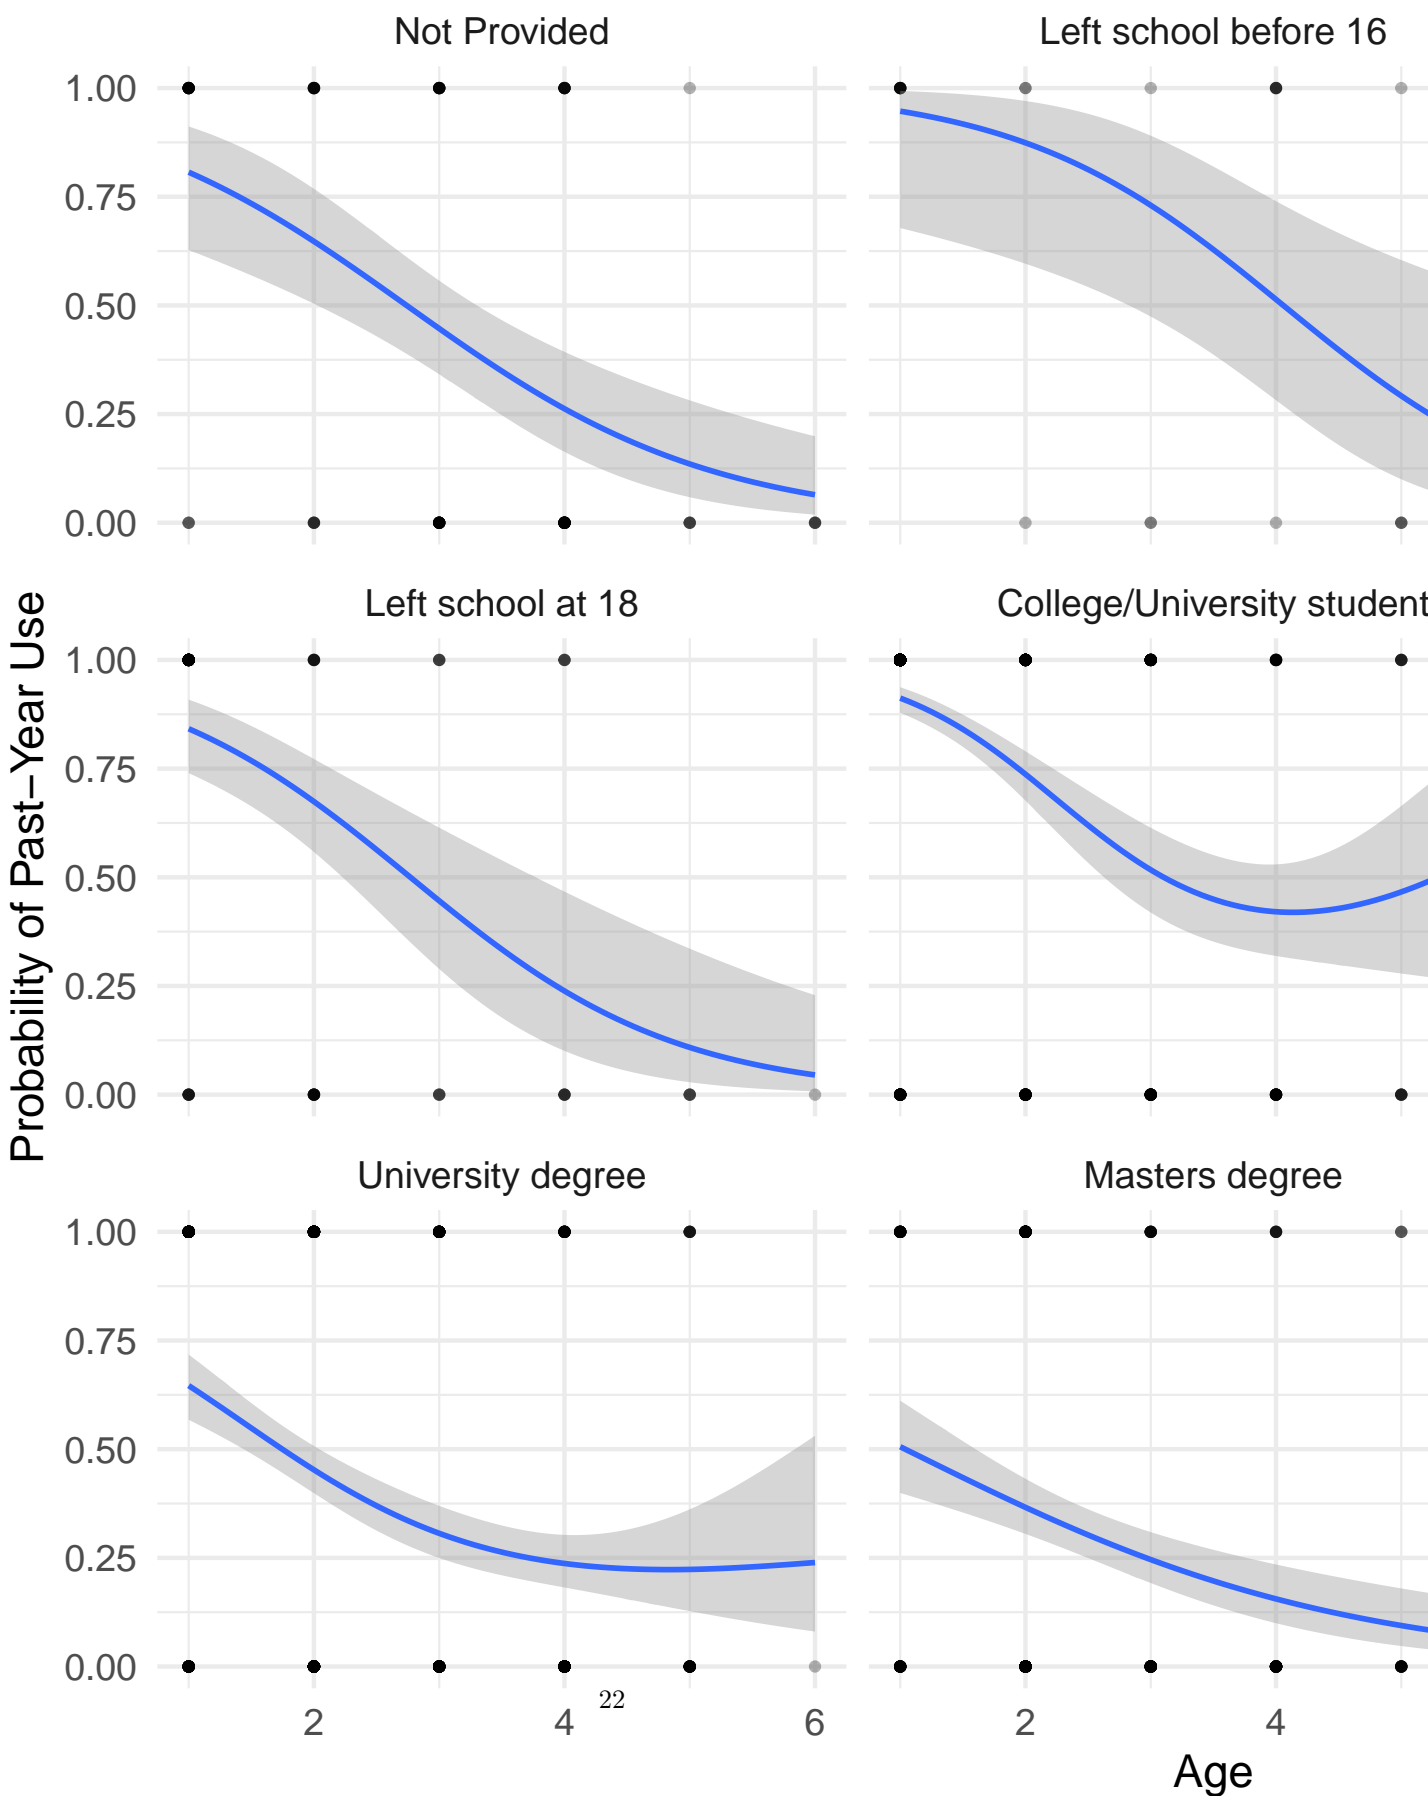 Not Provided
Left school before 16
1.00
0.75
0.50
0.25
0.00
Left school at 18
College/University student
1.00
0.75
0.50
0.25
0.00
Probability of Past−Year Use
University degree
Masters degree
1.00
0.75
0.50
0.25
0.00
22
2 4 6 2 4
Age